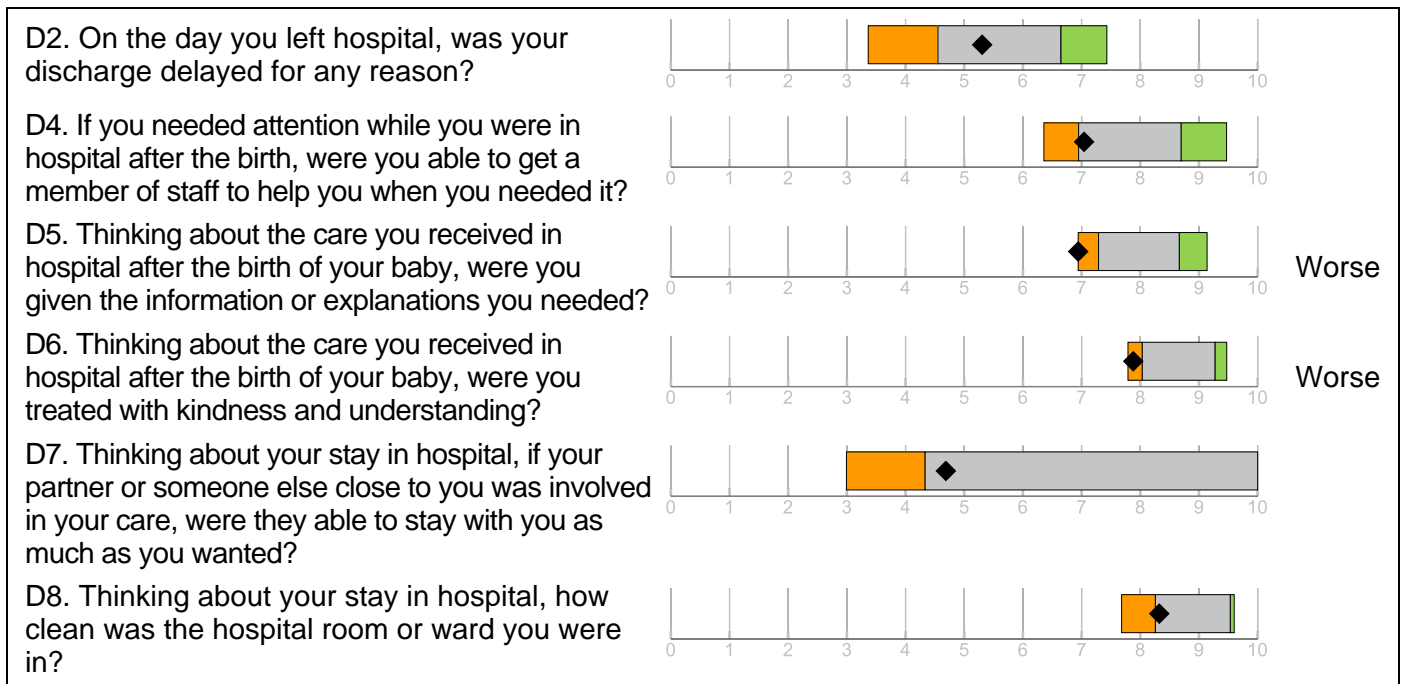 D2. On the day you left hospital, was your
discharge delayed for any reason?
0 1 2 3 4 5 6 7 8 9 10
D4. If you needed attention while you were in
hospital after the birth, were you able to get a
member of staff to help you when you needed it?
0 1 2 3 4 5 6 7 8 9 10
D5. Thinking about the care you received in
hospital after the birth of your baby, were you
given the information or explanations you needed?
0 1 2 3 4 5 6 7 8 9 10
Worse
D6. Thinking about the care you received in
hospital after the birth of your baby, were you
treated with kindness and understanding?
0 1 2 3 4 5 6 7 8 9 10
Worse
D7. Thinking about your stay in hospital, if your
partner or someone else close to you was involved
in your care, were they able to stay with you as
much as you wanted?
0 1 2 3 4 5 6 7 8 9 10
D8. Thinking about your stay in hospital, how
clean was the hospital room or ward you were
in?
0 1 2 3 4 5 6 7 8 9 10